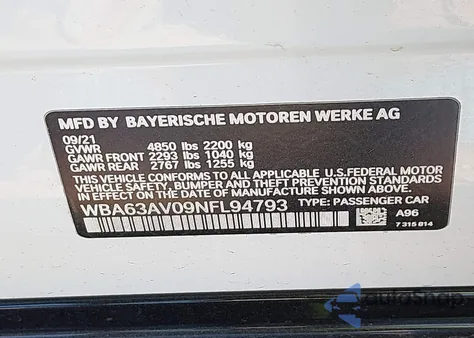 MFD BY BAYERISCHE MOTOREN WERKE AG
09/21
GVWR 4850 lbs 2200 kg
GAWR FRONT 2293 lbs 1040 kg
GAWR REAR 2767 lbs 1255 kg
THIS VEHICLE CONFORMS TO ALL APPLICABLE U.S.FEDERAL MOTOR
VEHICLE SAFETY, BUMPER, AND THEFT PREVENTION STANDARDS
IN EFFECT ON THE DATE OF MANUFACTURE SHOWN ABOVE.
WBA63AV09NFL94793 TYPE: PASSENGER CAR
A96
7 315 814
autoShop